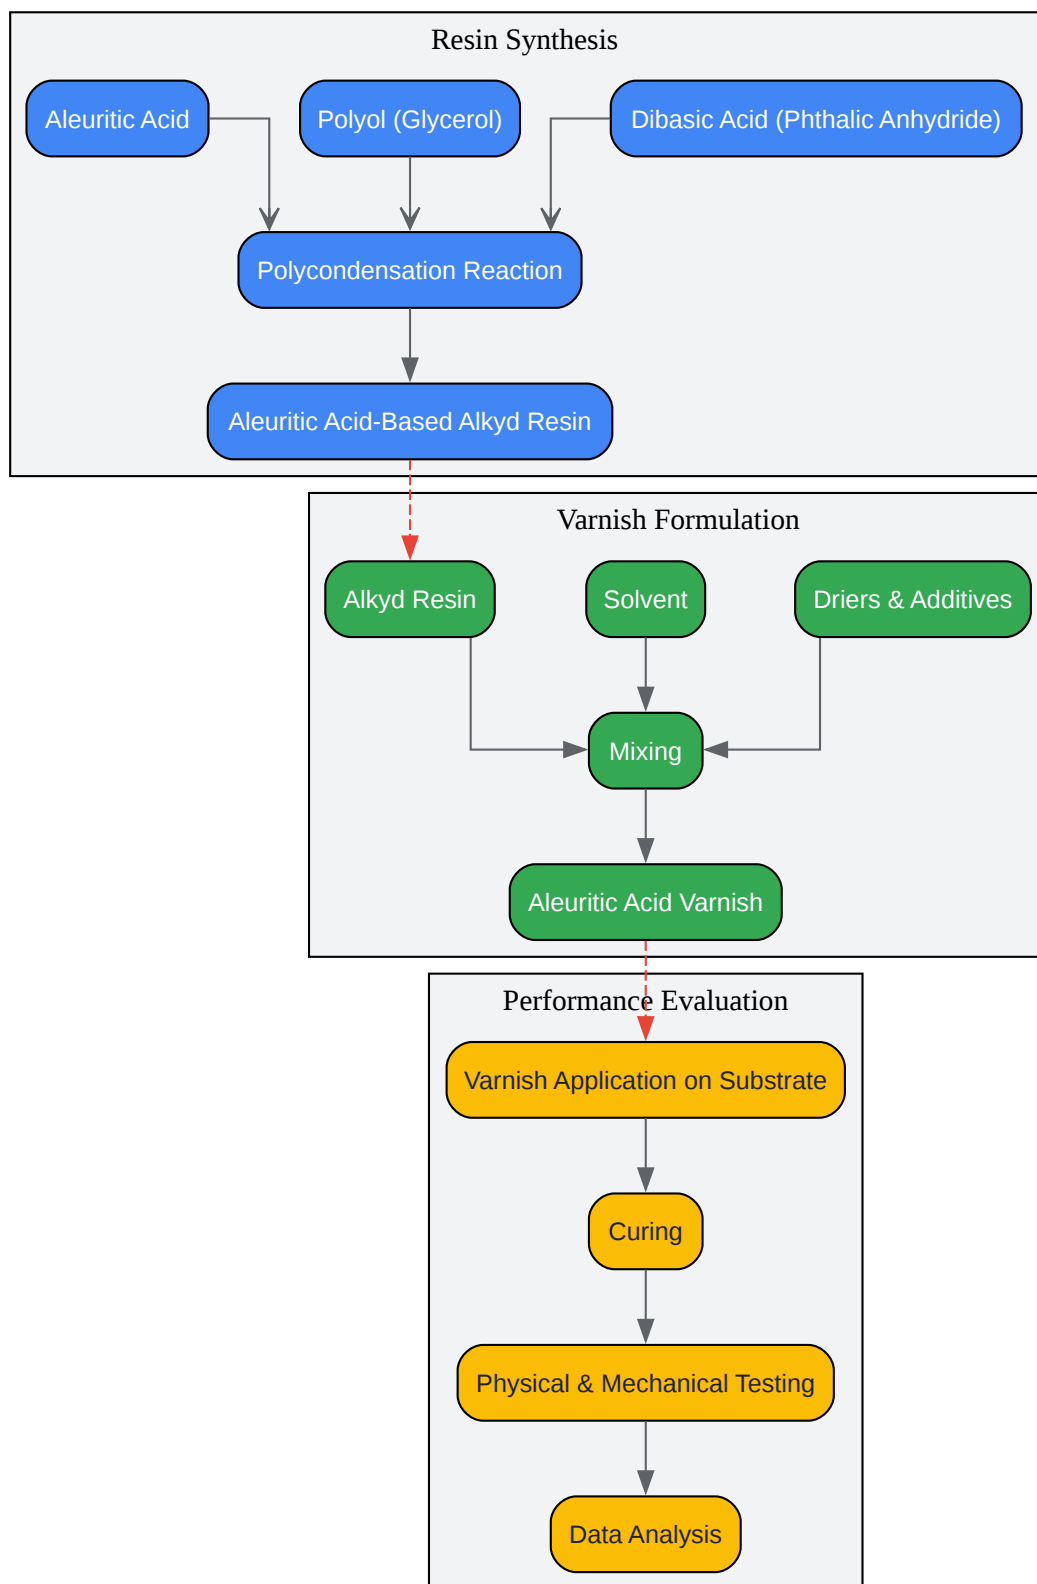 Resin Synthesis
Aleuritic Acid
Polyol (Glycerol)
Dibasic Acid (Phthalic Anhydride)
Polycondensation Reaction
Aleuritic Acid-Based Alkyd Resin
Varnish Formulation
Alkyd Resin
Solvent
Driers & Additives
Mixing
Aleuritic Acid Varnish
Performance Evaluation
Varnish Application on Substrate
Curing
Physical & Mechanical Testing
Data Analysis